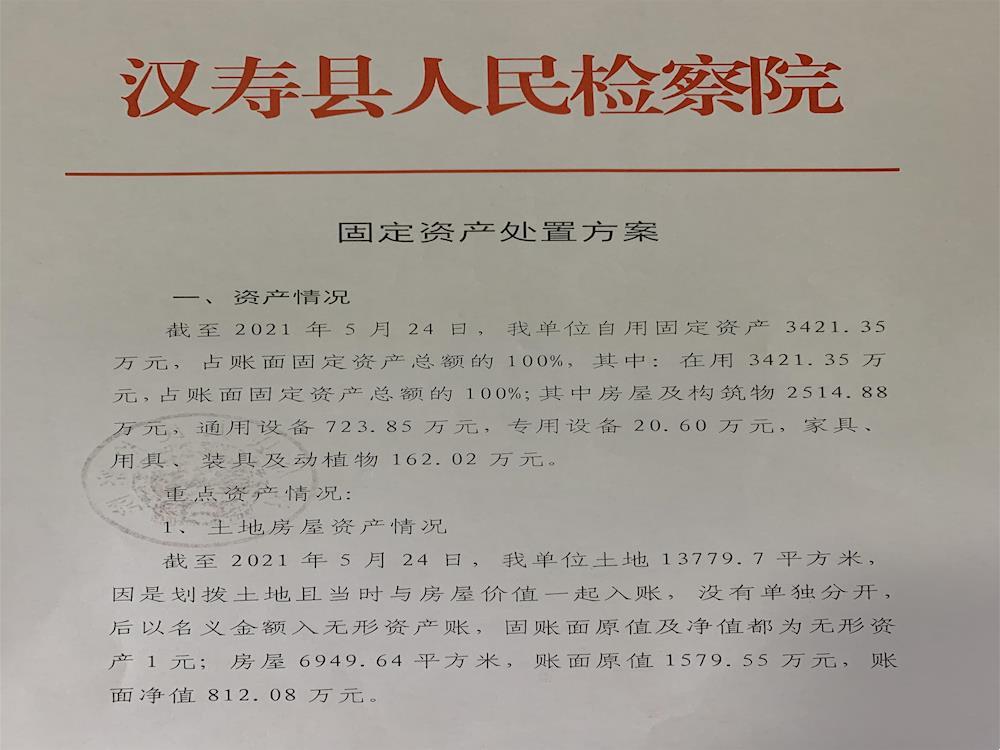 汉寿县人民检察院
固定资产处置方案
一、资产情况
截至 2021 年 5 月 24 日，我单位自用固定资产 3421.35
万元，占账面固定资产总额的 100%，其中：在用 3421.35 万
元,占账面固定资产总额的 100%;其中房屋及构筑物 2514.88
万元，通用设备 723.85 万元，专用设备 20.60 万元，家具、
用具、装具及动植物 162.02 万元。
重点资产情况:
1、土地房屋资产情况
截至 2021 年 5 月 24 日，我单位土地 13779.7 平方米，
因是划拨土地且当时与房屋价值一起入账，没有单独分开，
后以名义金额入无形资产账，固账面原值及净值都为无形资
产 1 元；房屋 6949.64 平方米，账面原值 1579.55 万元，账
面净值 812.08 万元。